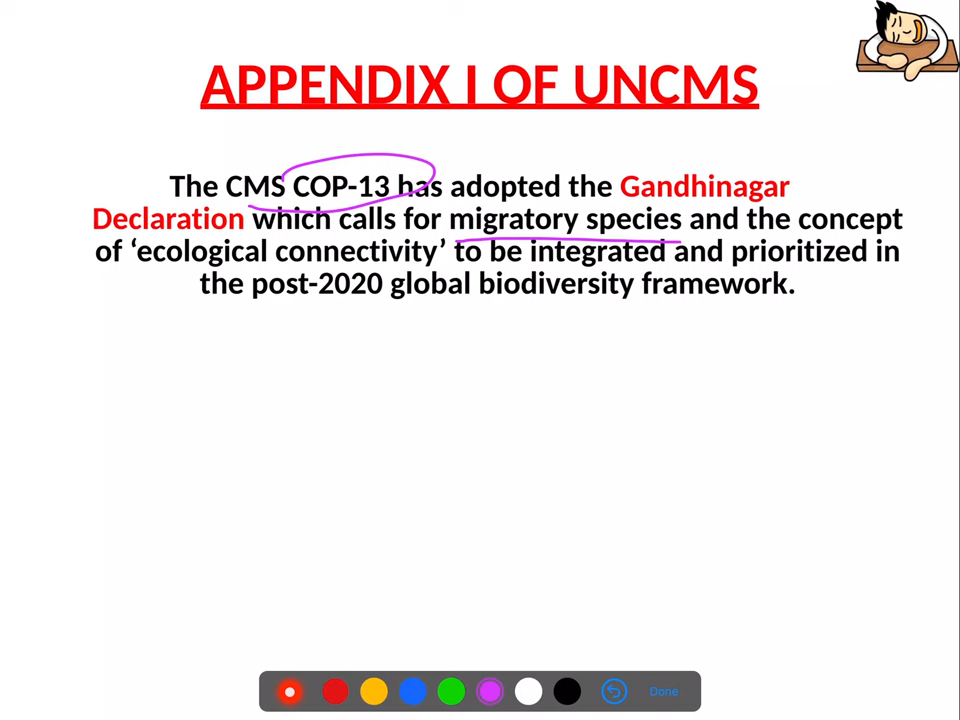 APPENDIX I OF UNCMS
The CMS COP-13 has adopted the Gandhinagar
Declaration which calls for migratory species and the concept
of ‘ecological connectivity’ to be integrated and prioritized in
the post-2020 global biodiversity framework.
Done